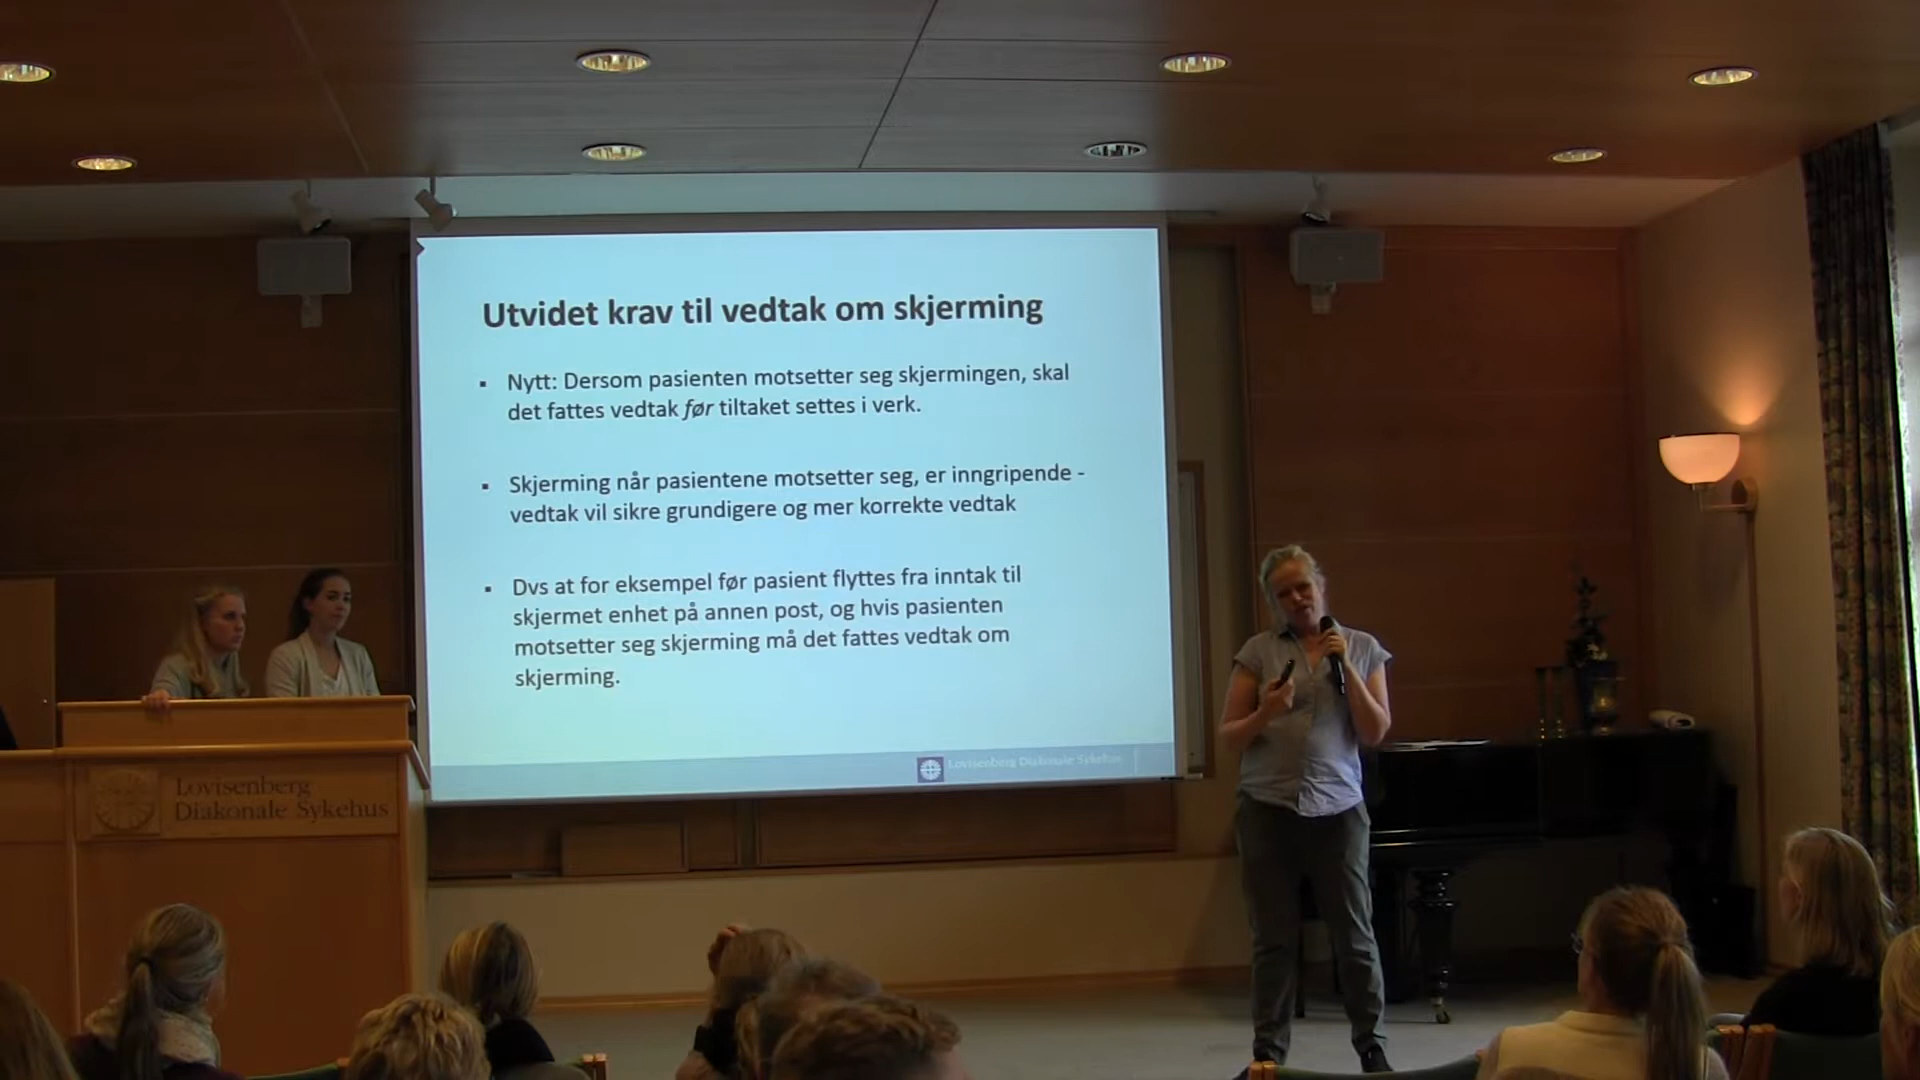 Utvidet krav til vedtak om skjerming
▪ Nytt: Dersom pasienten motsetter seg skjermingen, skal
det fattes vedtak før tiltaket settes i verk.
▪ Skjerming når pasientene motsetter seg, er inngripende -
vedtak vil sikre grundigere og mer korrekte vedtak
▪ Dvs at for eksempel før pasient flyttes fra inntak til
skjermet enhet på annen post, og hvis pasienten
motsetter seg skjerming må det fattes vedtak om
skjerming.
Lovisenberg Diakonale Sykehus
Lovisenberg
Diakonale Sykehus